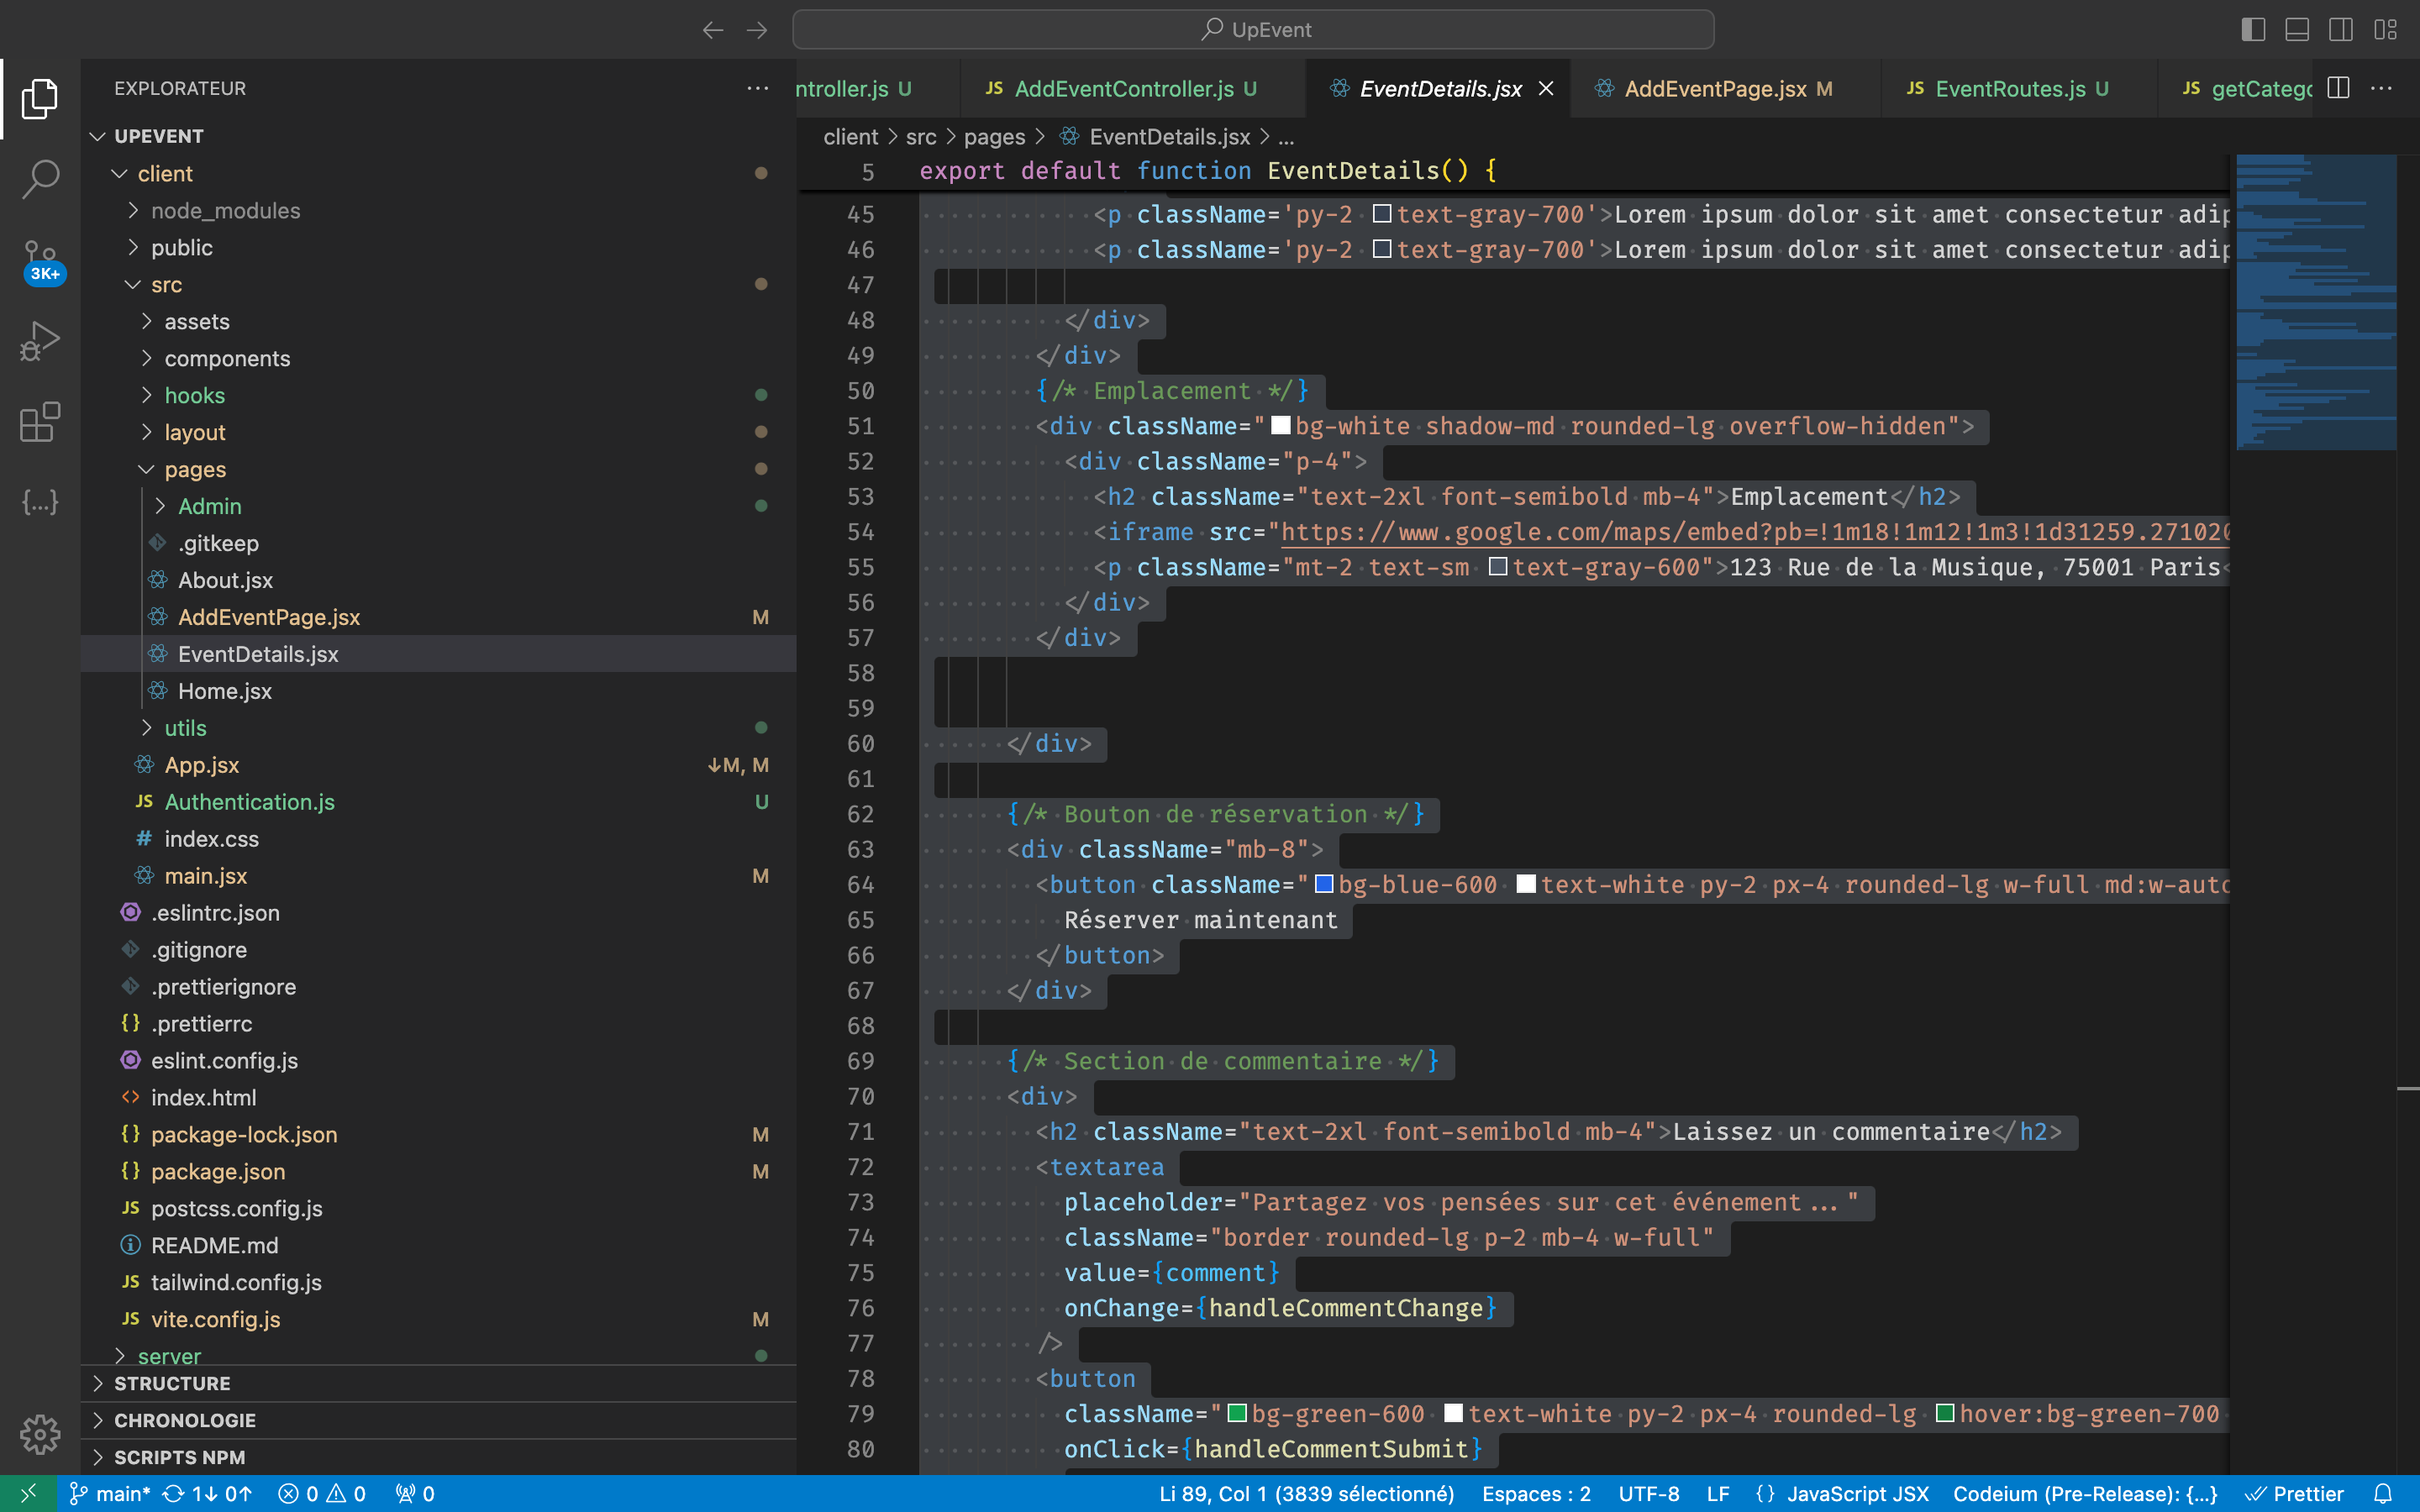 UpEvent
EXPLORATEUR
UPEVENT
client
node_modules
public
src
assets
components
hooks
layout
pages
Admin
.gitkeep
About.jsx
AddEventPage.jsx M
EventDetails.jsx
Home.jsx
utils
App.jsx ↓M, M
JS Authentication.js U
# index.css
main.jsx M
.eslintrc.json
.gitignore
.prettierignore
{} .prettierrc
eslint.config.js
<> index.html
{} package-lock.json M
{} package.json M
JS postcss.config.js
README.md
JS tailwind.config.js
JS vite.config.js M
server
STRUCTURE
CHRONOLOGIE
SCRIPTS NPM
3K+
{...}
ntroller.js U
JS AddEventController.js U
EventDetails.jsx
AddEventPage.jsx M
JS EventRoutes.js U
JS getCatego
client > src > pages > EventDetails.jsx > ...
5 export default function EventDetails() {
45 <p className='py-2 text-gray-700'>Lorem ipsum dolor sit amet consectetur adip
46 <p className='py-2 text-gray-700'>Lorem ipsum dolor sit amet consectetur adip
47
48 </div>
49 </div>
50 {/* Emplacement */}
51 <div className="bg-white shadow-md rounded-lg overflow-hidden">
52 <div className="p-4">
53 <h2 className="text-2xl font-semibold mb-4">Emplacement</h2>
54 <iframe src="https://www.google.com/maps/embed?pb=!1m18!1m12!1m3!1d31259.271020
55 <p className="mt-2 text-sm text-gray-600">123 Rue de la Musique, 75001 Paris<
56 </div>
57 </div>
58
59
60 </div>
61
62 {/* Bouton de réservation */}
63 <div className="mb-8">
64 <button className="bg-blue-600 text-white py-2 px-4 rounded-lg w-full md:w-auto
65 Réserver maintenant
66 </button>
67 </div>
68
69 {/* Section de commentaire */}
70 <div>
71 <h2 className="text-2xl font-semibold mb-4">Laissez un commentaire</h2>
72 <textarea
73 placeholder="Partagez vos pensées sur cet événement..."
74 className="border rounded-lg p-2 mb-4 w-full"
75 value={comment}
76 onChange={handleCommentChange}
77 />
78 <button
79 className="bg-green-600 text-white py-2 px-4 rounded-lg hover:bg-green-700
80 onClick={handleCommentSubmit}
main* 1↓ 0↑ 0 0 0 Li 89, Col 1 (3839 sélectionné) Espaces : 2 UTF-8 LF {} JavaScript JSX Codeium (Pre-Release): {...} Prettier